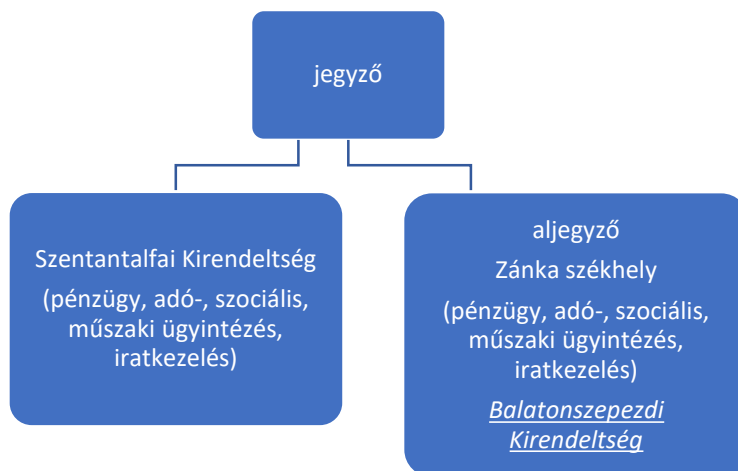 jegyző
Szentantalfai Kirendeltség
(pénzügy, adó-, szociális,
műszaki ügyintézés,
iratkezelés)
aljegyző
Zánka székhely
(pénzügy, adó-, szociális,
műszaki ügyintézés,
iratkezelés)
Balatonszepezdi
Kirendeltség